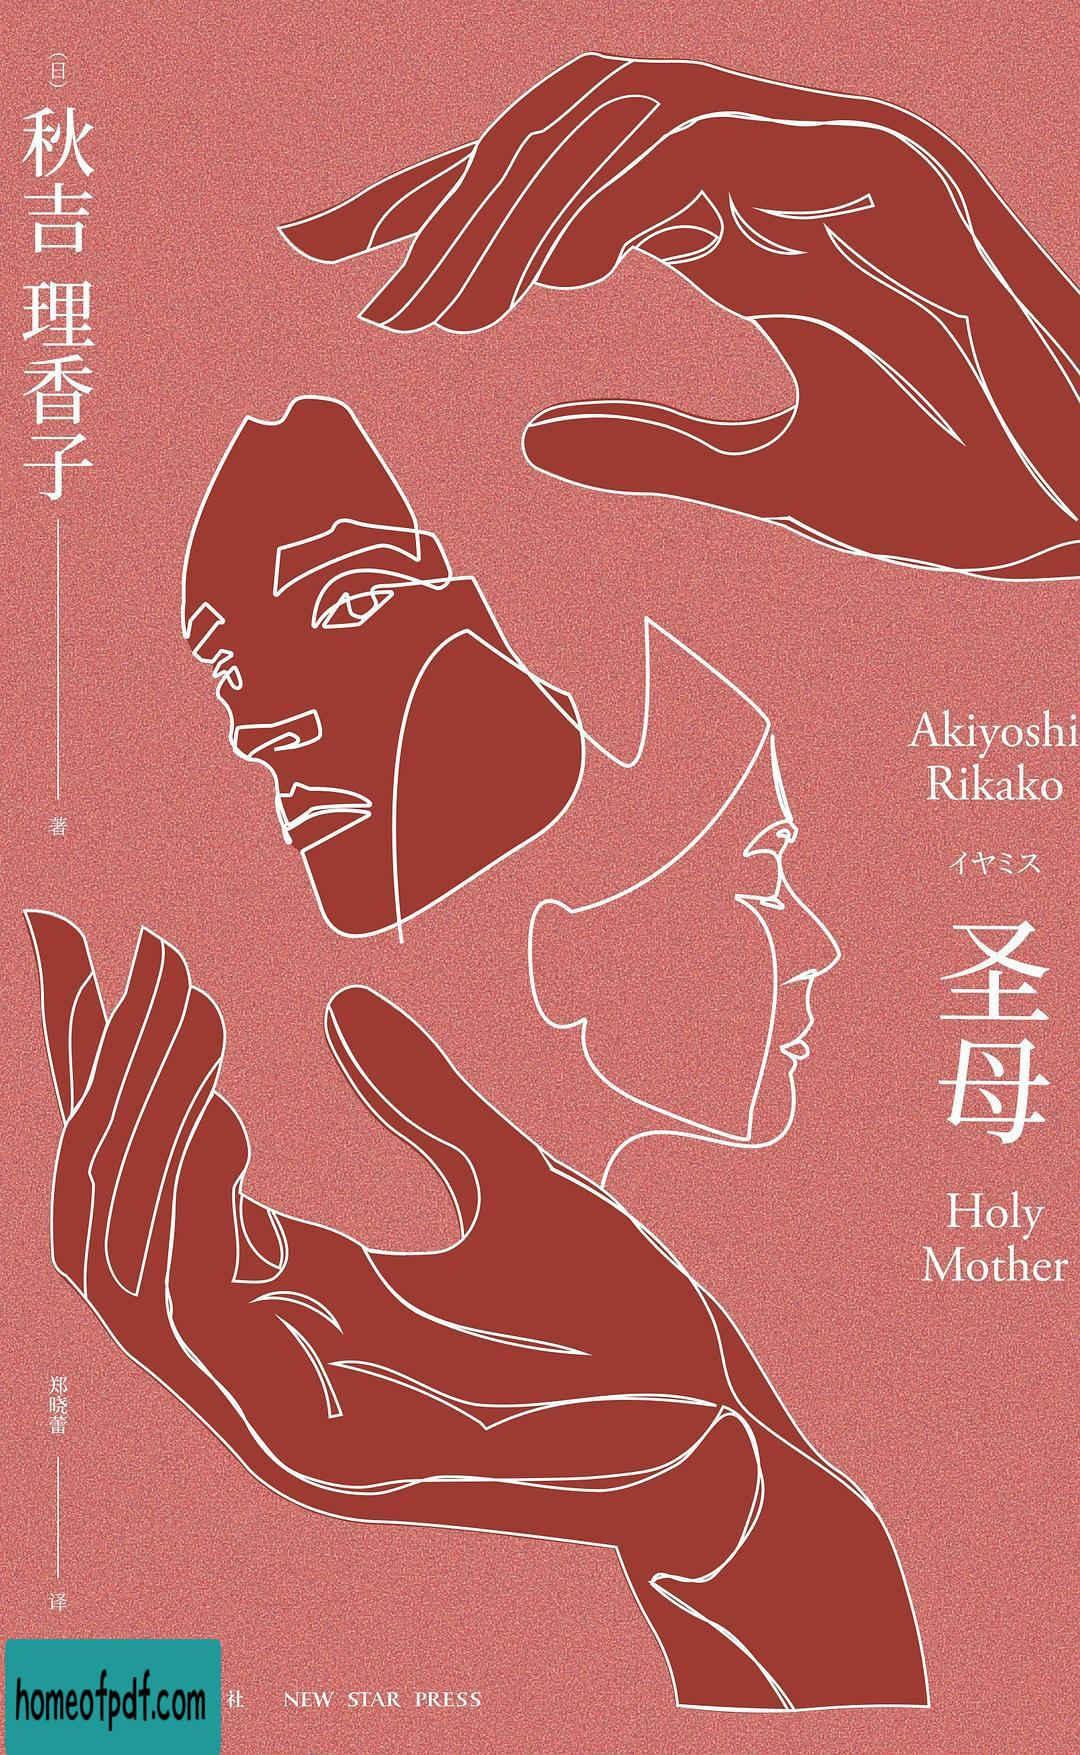 （日）
秋吉 理香子
著
Akiyoshi
Rikako
イヤミス
圣母
Holy
Mother
郑晓蕾
译
社 NEW STAR PRESS
homeofpdf.com